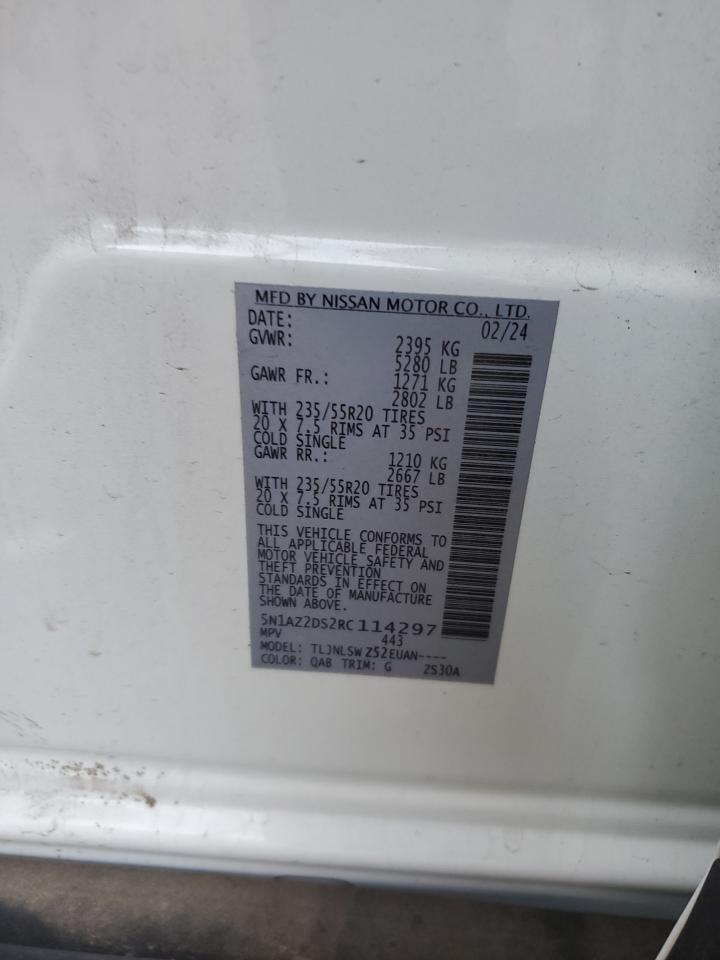 MFD BY NISSAN MOTOR CO., LTD.
DATE: 02/24
GVWR: 2395 KG
5280 LB
GAWR FR.: 1271 KG
2802 LB
WITH 235/55R20 TIRES
20 X 7.5 RIMS AT 35 PSI
COLD SINGLE
GAWR RR.: 1210 KG
2667 LB
WITH 235/55R20 TIRES
20 X 7.5 RIMS AT 35 PSI
COLD SINGLE
THIS VEHICLE CONFORMS TO
ALL APPLICABLE FEDERAL
MOTOR VEHICLE SAFETY AND
THEFT PREVENTION
STANDARDS IN EFFECT ON
THE DATE OF MANUFACTURE
SHOWN ABOVE.
5N1AZ2DS2RC114297
MPV 443
MODEL: TLJNLSW Z52EUAN----
COLOR: QAB TRIM: G 2S30A